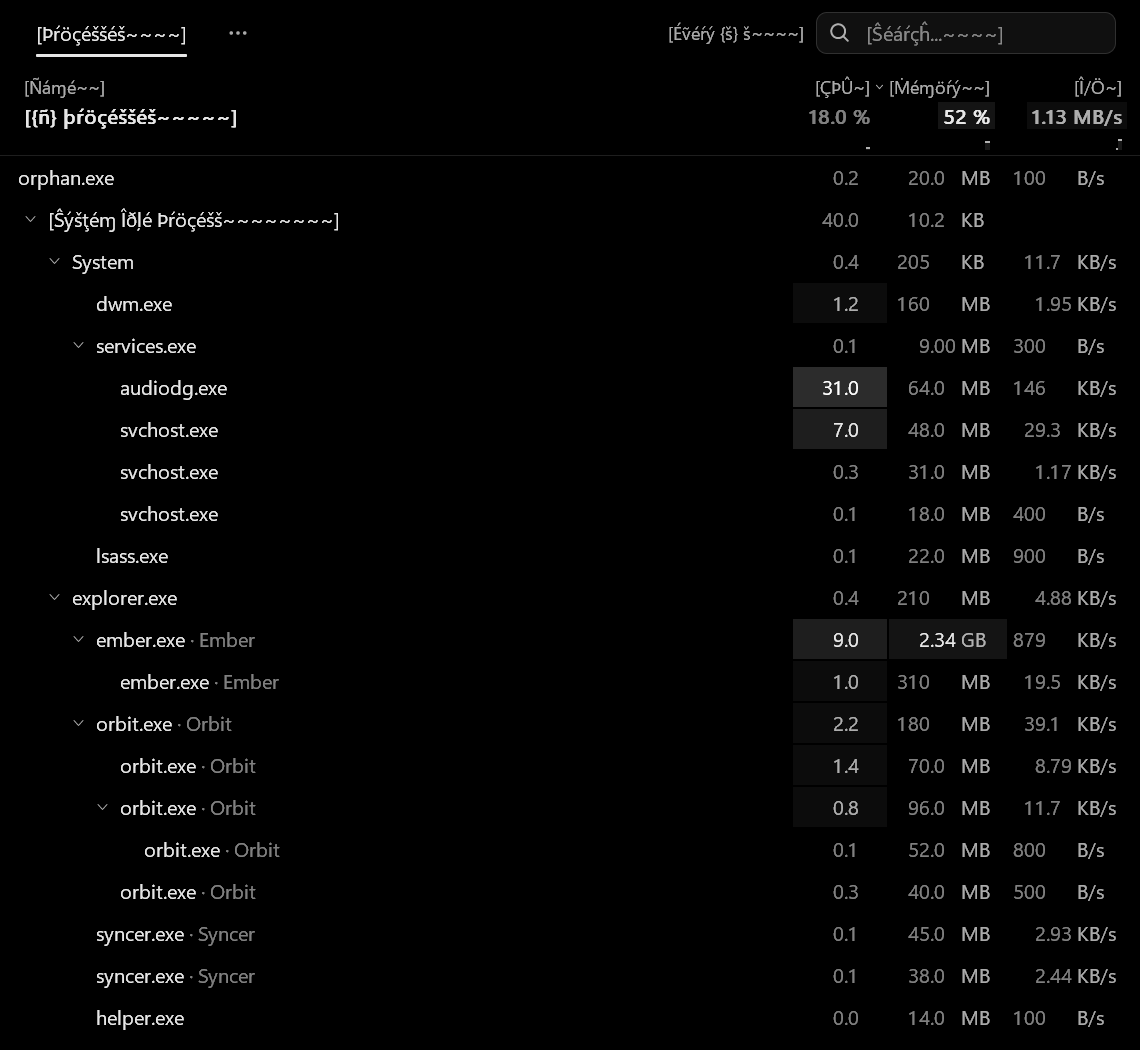 [Þŕöçéššéš~~~~] ··· [Éṽéŕý {š} š~~~~] [Ŝéáŕçĥ...~~~~]
[Ñáɱé~~] [ÇÞÛ~] [Ṁéɱöŕý~~] [Î/Ö~]
[{ñ} þŕöçéššéš~~~~~] 18.0 % 52 % 1.13 MB/s
orphan.exe 0.2 20.0 MB 100 B/s
[Ŝýšţéɱ Îðļé Þŕöçéšš~~~~~~~~] 40.0 10.2 KB
System 0.4 205 KB 11.7 KB/s
dwm.exe 1.2 160 MB 1.95 KB/s
services.exe 0.1 9.00 MB 300 B/s
audiodg.exe 31.0 64.0 MB 146 KB/s
svchost.exe 7.0 48.0 MB 29.3 KB/s
svchost.exe 0.3 31.0 MB 1.17 KB/s
svchost.exe 0.1 18.0 MB 400 B/s
lsass.exe 0.1 22.0 MB 900 B/s
explorer.exe 0.4 210 MB 4.88 KB/s
ember.exe · Ember 9.0 2.34 GB 879 KB/s
ember.exe · Ember 1.0 310 MB 19.5 KB/s
orbit.exe · Orbit 2.2 180 MB 39.1 KB/s
orbit.exe · Orbit 1.4 70.0 MB 8.79 KB/s
orbit.exe · Orbit 0.8 96.0 MB 11.7 KB/s
orbit.exe · Orbit 0.1 52.0 MB 800 B/s
orbit.exe · Orbit 0.3 40.0 MB 500 B/s
syncer.exe · Syncer 0.1 45.0 MB 2.93 KB/s
syncer.exe · Syncer 0.1 38.0 MB 2.44 KB/s
helper.exe 0.0 14.0 MB 100 B/s